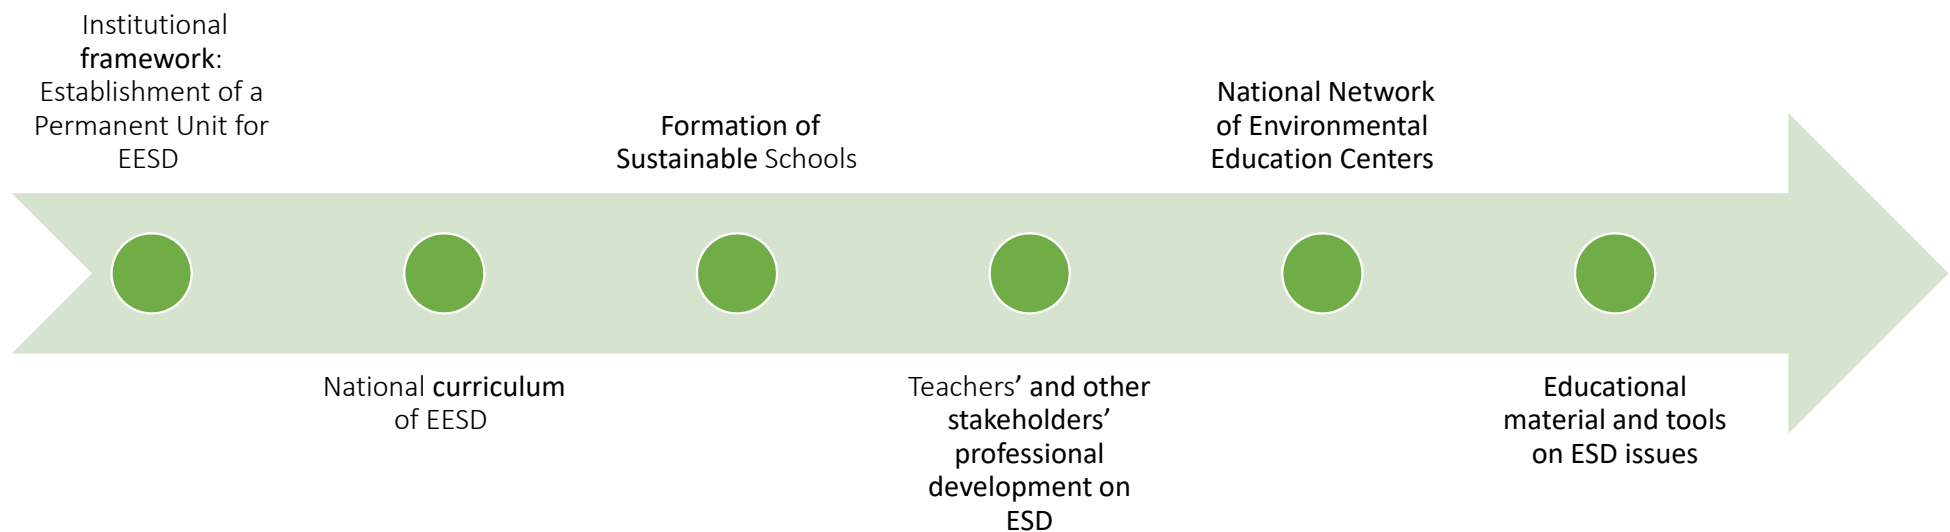 Institutional
framework:
Establishment of a
Permanent Unit for
EESD
National curriculum
of EESD
Formation of
Sustainable Schools
Teachers’ and other
stakeholders’
professional
development on
ESD
National Network
of Environmental
Education Centers
Educational
material and tools
on ESD issues